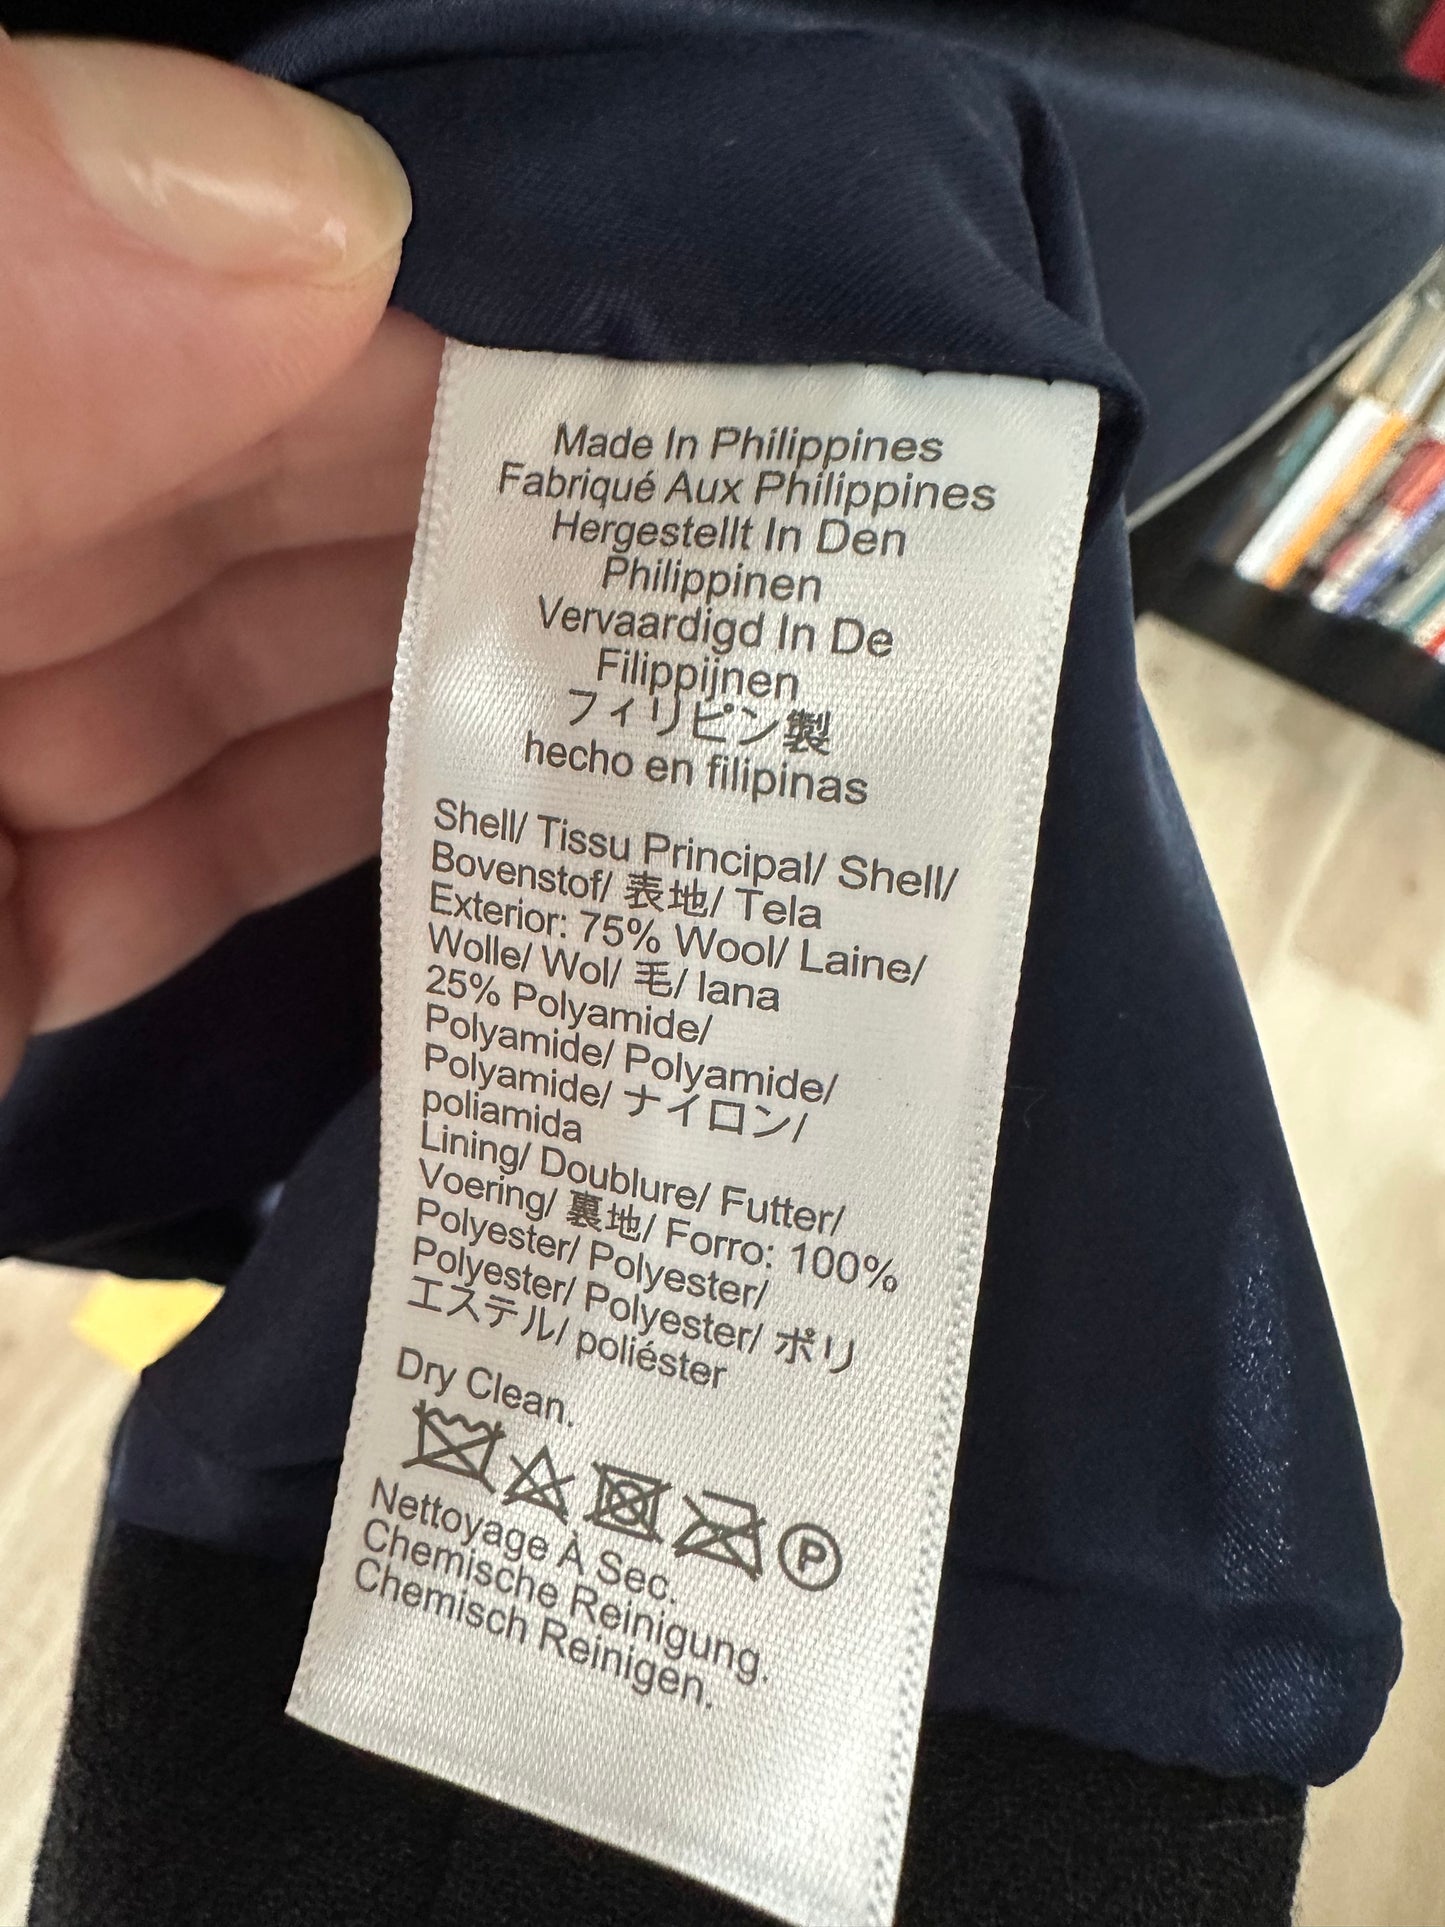 Made In Philippines
Fabriqué Aux Philippines
Hergestellt In Den
Philippinen
Vervaardigd In De
Filippijnen
フィリピン製
hecho en filipinas
Shell/ Tissu Principal/ Shell/
Bovenstof/ 表地/ Tela
Exterior: 75% Wool/ Laine/
Wolle/ Wol/ 毛/ lana
25% Polyamide/
Polyamide/ Polyamide/
Polyamide/ ナイロン/
poliamida
Lining/ Doublure/ Futter/
Voering/ 裏地/ Forro: 100%
Polyester/ Polyester/
Polyester/ Polyester/ ポリ
エステル/ poliéster
Dry Clean.
P
Nettoyage À Sec.
Chemische Reinigung.
Chemisch Reinigen.